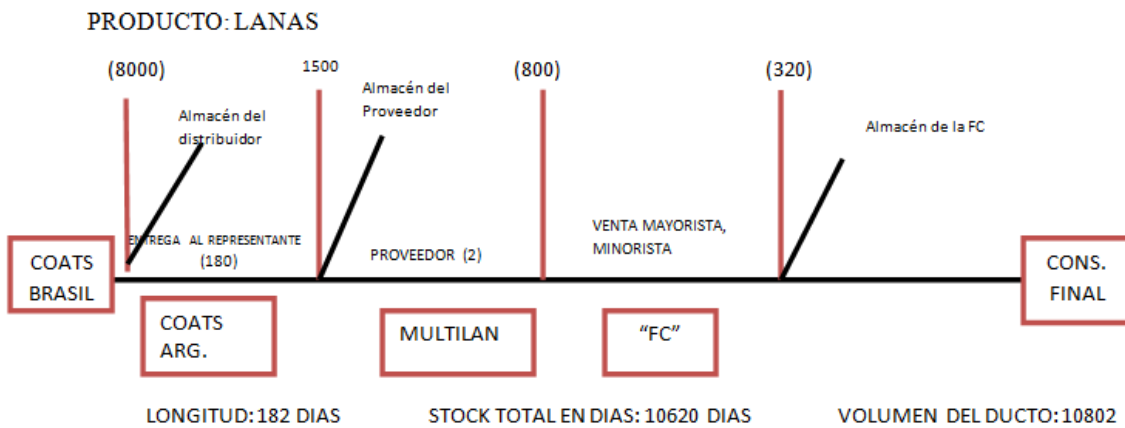 PRODUCTO: LANAS
(8000)
1500
(800)
(320)
Almacén del
distribuidor
Almacén del
Proveedor
Almacén de la FC
ENTREGA AL REPRESENTANTE
(180)
PROVEEDOR (2)
VENTA MAYORISTA,
MINORISTA
COATS
BRASIL
CONS.
FINAL
COATS
ARG.
MULTILAN
“FC”
LONGITUD: 182 DIAS
STOCK TOTAL EN DIAS: 10620 DIAS
VOLUMEN DEL DUCTO: 10802